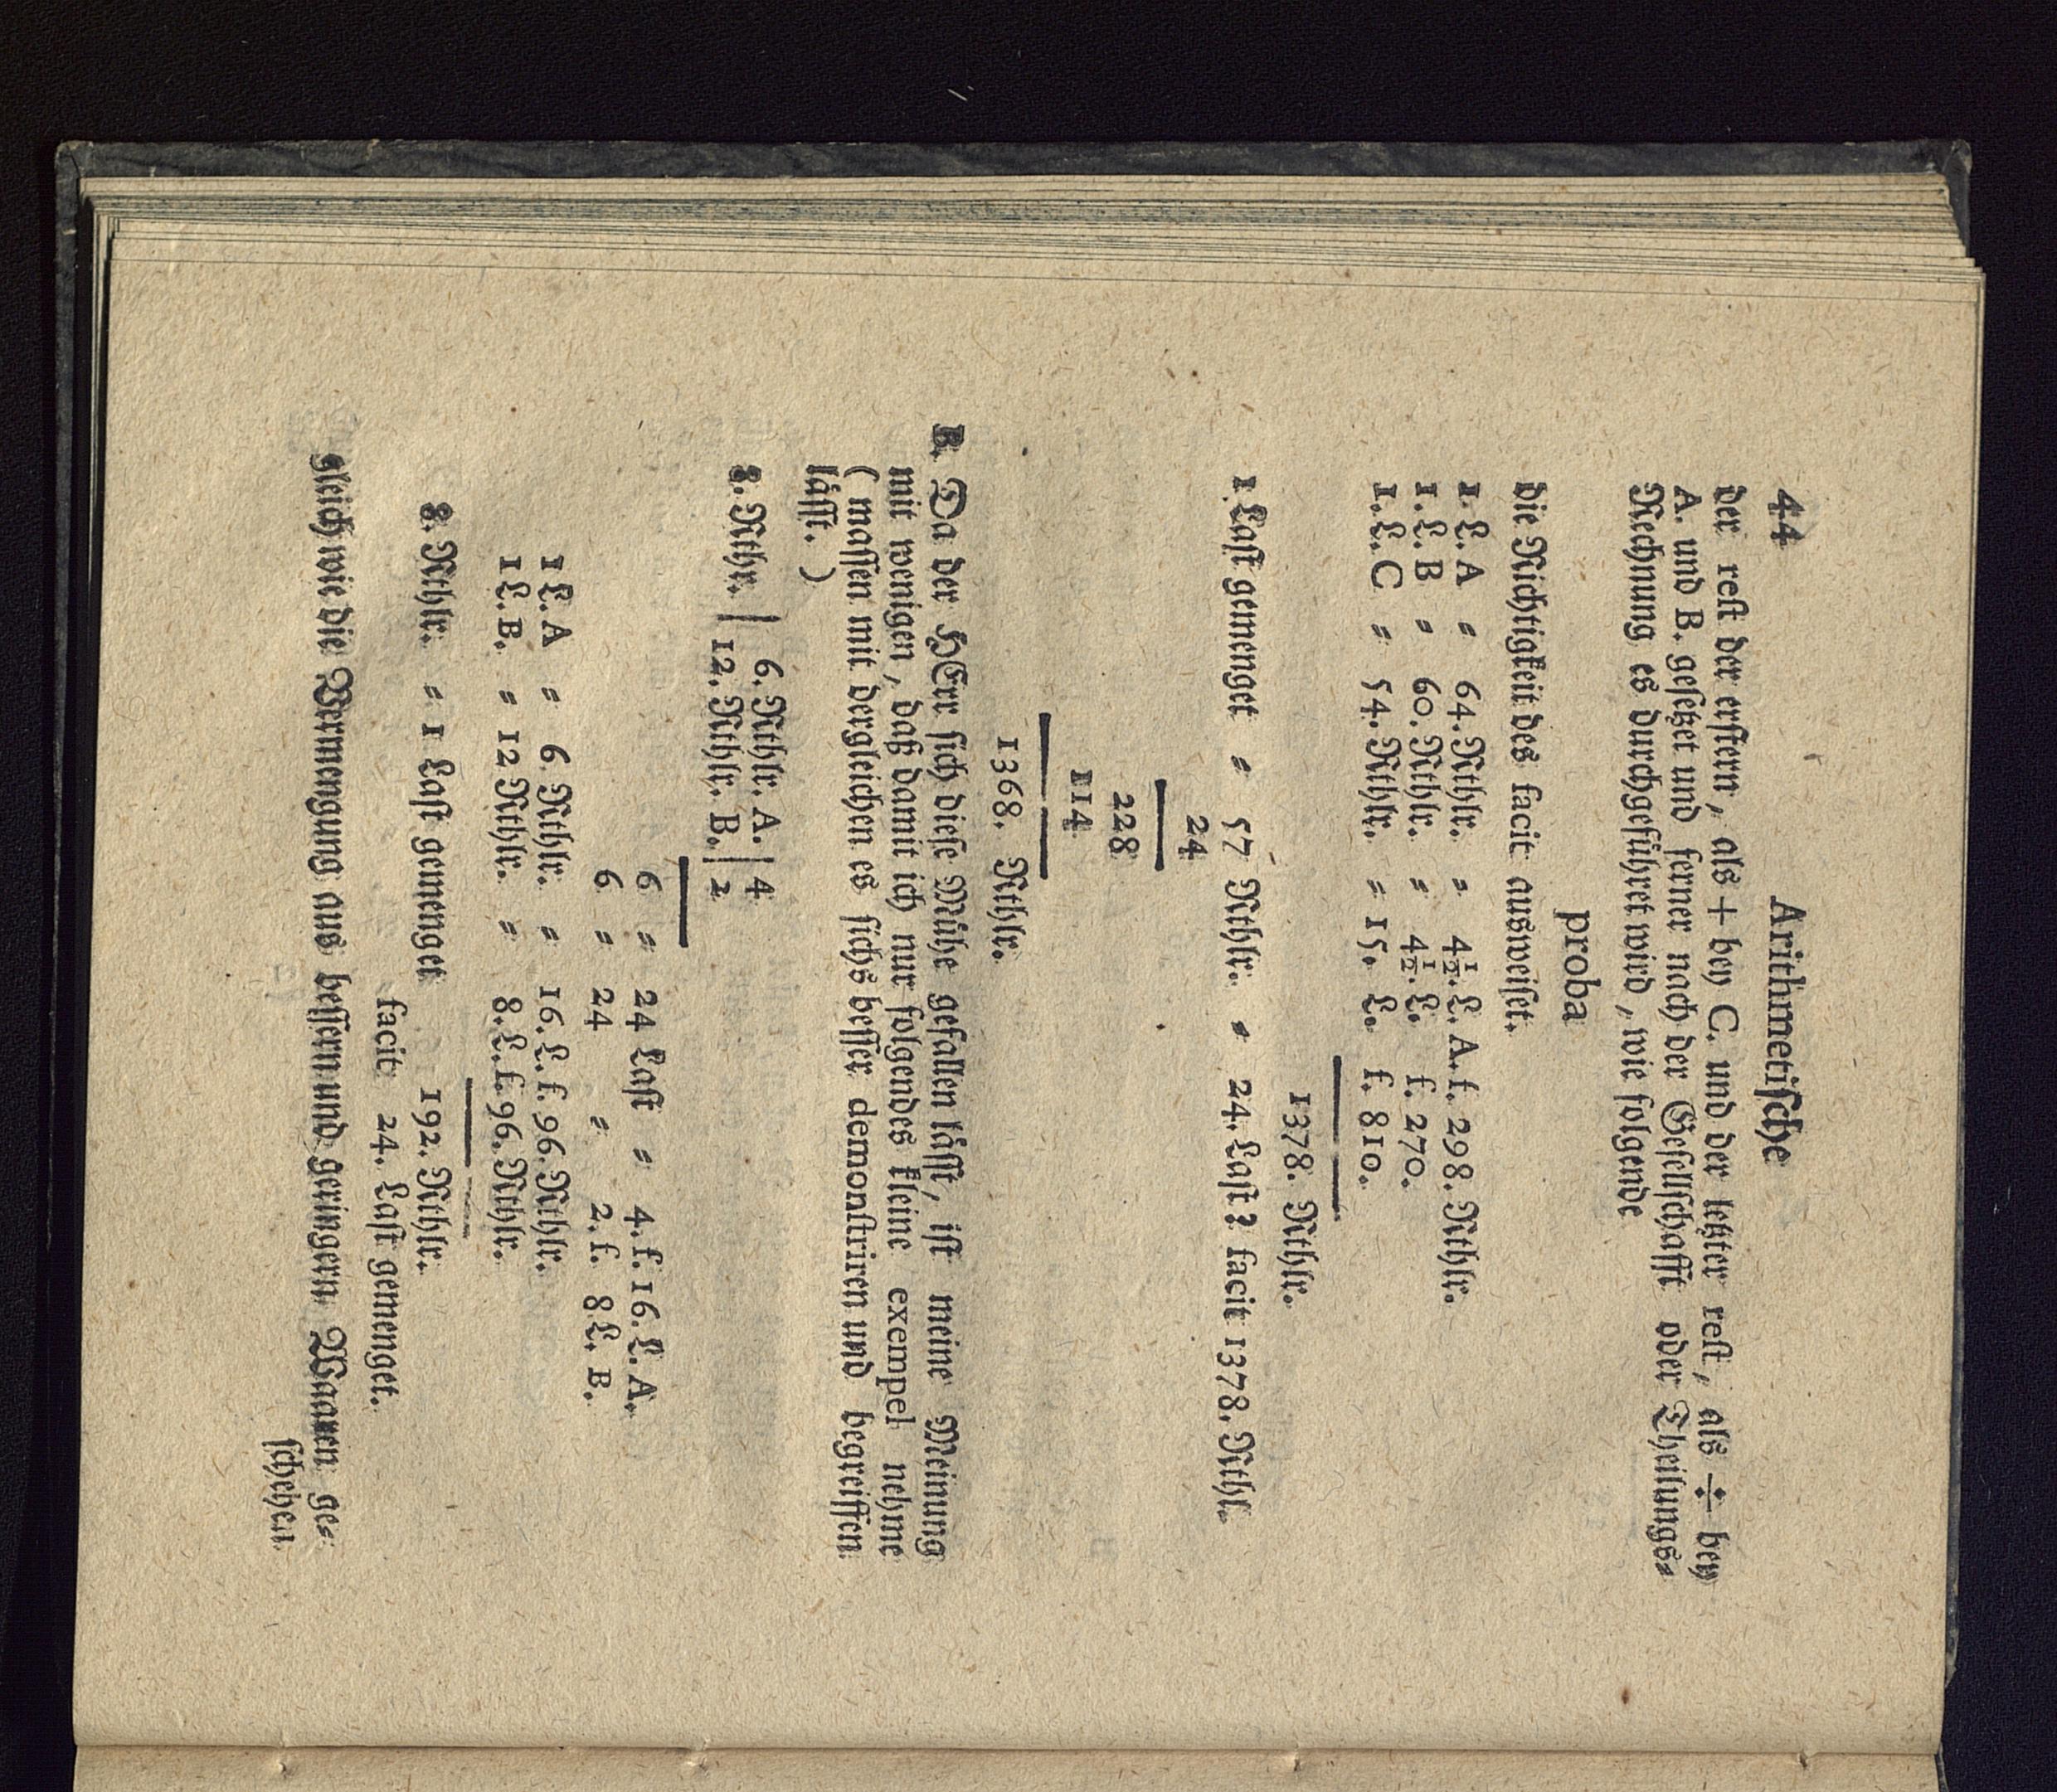 44 Arithmetische
der rest der erstern, als + bey C. und der letzter rest, als ÷ bey
A. und B. gesetzet und ferner nach der Gesellschafft oder Theilungs-
Rechnung es durchgeführet wird, wie folgende
proba
die Richtigkeit des facit ausweiset.
1. L. A = 64. Rthlr. = 4½. L. A. f. 298. Rthlr.
1. L. B = 60. Rthlr. = 4½. L. f. 270.
1. L. C = 54. Rthlr. = 15. L. f. 810.
1378. Rthlr.
1. Last gemenget = 57 Rthlr. = 24. Last? facit 1378. Rthl.
24
228
114
1368. Rthlr.
B. Da der HErr sich diese Mühe gefallen lässt, ist meine Meinung
mit wenigen, daß damit ich nur folgendes kleine exempel nehme
(massen mit dergleichen es sichs besser demonstriren und begreiffen
lässt.)
6. Rthlr. A. | 4
8. Rthr. | 12. Rthlr. B. | 2
6 = 24 Last = 4. f. 16. L. A.
6 = 24 = 2. f. 8 L. B.
1 L. A = 6 Rthlr. = 16. L. f. 96. Rthlr.
1 L. B. = 12 Rthlr. = 8. L. f. 96. Rthlr.
8. Rthlr. = 1 Last gemenget 192. Rthlr.
facit 24. Last gemenget.
gleich wie die Vermengung aus bessern und geringern Waaren ge-
schehen